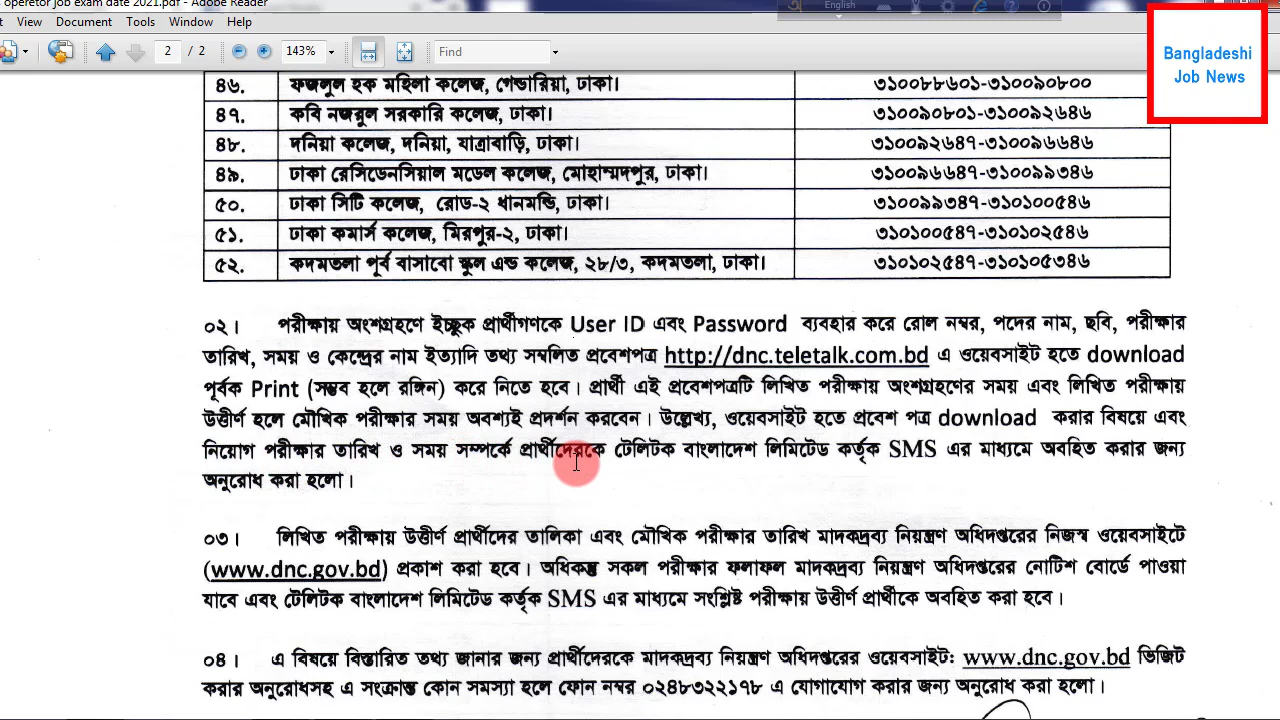 operetor job exam date 2021.pdf - Adobe Reader
English
View Document Tools Window Help
2 / 2 143% Find
Bangladeshi
Job News
৪৬. ফজলুল হক মহিলা কলেজ, গেন্ডারিয়া, ঢাকা। ৩১০০৮৮৬০১-৩১০০৯০৮০০
৪৭. কবি নজরুল সরকারি কলেজ, ঢাকা। ৩১০০৯০৮০১-৩১০০৯২৬৪৬
৪৮. দনিয়া কলেজ, দনিয়া, যাত্রাবাড়ি, ঢাকা। ৩১০০৯২৬৪৭-৩১০০৯৬৬৪৬
৪৯. ঢাকা রেসিডেনসিয়াল মডেল কলেজ, মোহাম্মদপুর, ঢাকা। ৩১০০৯৬৬৪৭-৩১০০৯৯৩৪৬
৫০. ঢাকা সিটি কলেজ, রোড-২ ধানমন্ডি, ঢাকা। ৩১০০৯৯৩৪৭-৩১০১০০৫৪৬
৫১. ঢাকা কমার্স কলেজ, মিরপুর-২, ঢাকা। ৩১০১০০৫৪৭-৩১০১০২৫৪৬
৫২. কদমতলা পূর্ব বাসাবো স্কুল এন্ড কলেজ, ২৮/৩, কদমতলা, ঢাকা। ৩১০১০২৫৪৭-৩১০১০৫৩৪৬
০২। পরীক্ষায় অংশগ্রহণে ইচ্ছুক প্রার্থীগণকে User ID এবং Password ব্যবহার করে রোল নম্বর, পদের নাম, ছবি, পরীক্ষার
তারিখ, সময় ও কেন্দ্রের নাম ইত্যাদি তথ্য সম্বলিত প্রবেশপত্র http://dnc.teletalk.com.bd এ ওয়েবসাইট হতে download
পূর্বক Print (সম্ভব হলে রঙ্গিন) করে নিতে হবে। প্রার্থী এই প্রবেশপত্রটি লিখিত পরীক্ষায় অংশগ্রহণের সময় এবং লিখিত পরীক্ষায়
উত্তীর্ণ হলে মৌখিক পরীক্ষার সময় অবশ্যই প্রদর্শন করবেন। উল্লেখ্য, ওয়েবসাইট হতে প্রবেশ পত্র download করার বিষয়ে এবং
নিয়োগ পরীক্ষার তারিখ ও সময় সম্পর্কে প্রার্থীদেরকে টেলিটক বাংলাদেশ লিমিটেড কর্তৃক SMS এর মাধ্যমে অবহিত করার জন্য
অনুরোধ করা হলো।
০৩। লিখিত পরীক্ষায় উত্তীর্ণ প্রার্থীদের তালিকা এবং মৌখিক পরীক্ষার তারিখ মাদকদ্রব্য নিয়ন্ত্রণ অধিদপ্তরের নিজস্ব ওয়েবসাইটে
(www.dnc.gov.bd) প্রকাশ করা হবে। অধিকন্তু সকল পরীক্ষার ফলাফল মাদকদ্রব্য নিয়ন্ত্রণ অধিদপ্তরের নোটিশ বোর্ডে পাওয়া
যাবে এবং টেলিটক বাংলাদেশ লিমিটেড কর্তৃক SMS এর মাধ্যমে সংশ্লিষ্ট পরীক্ষায় উত্তীর্ণ প্রার্থীকে অবহিত করা হবে।
০৪। এ বিষয়ে বিস্তারিত তথ্য জানার জন্য প্রার্থীদেরকে মাদকদ্রব্য নিয়ন্ত্রণ অধিদপ্তরের ওয়েবসাইট: www.dnc.gov.bd ভিজিট
করার অনুরোধসহ এ সংক্রান্ত কোন সমস্যা হলে ফোন নম্বর ০২৪৮৩২২১৭৮ এ যোগাযোগ করার জন্য অনুরোধ করা হলো।